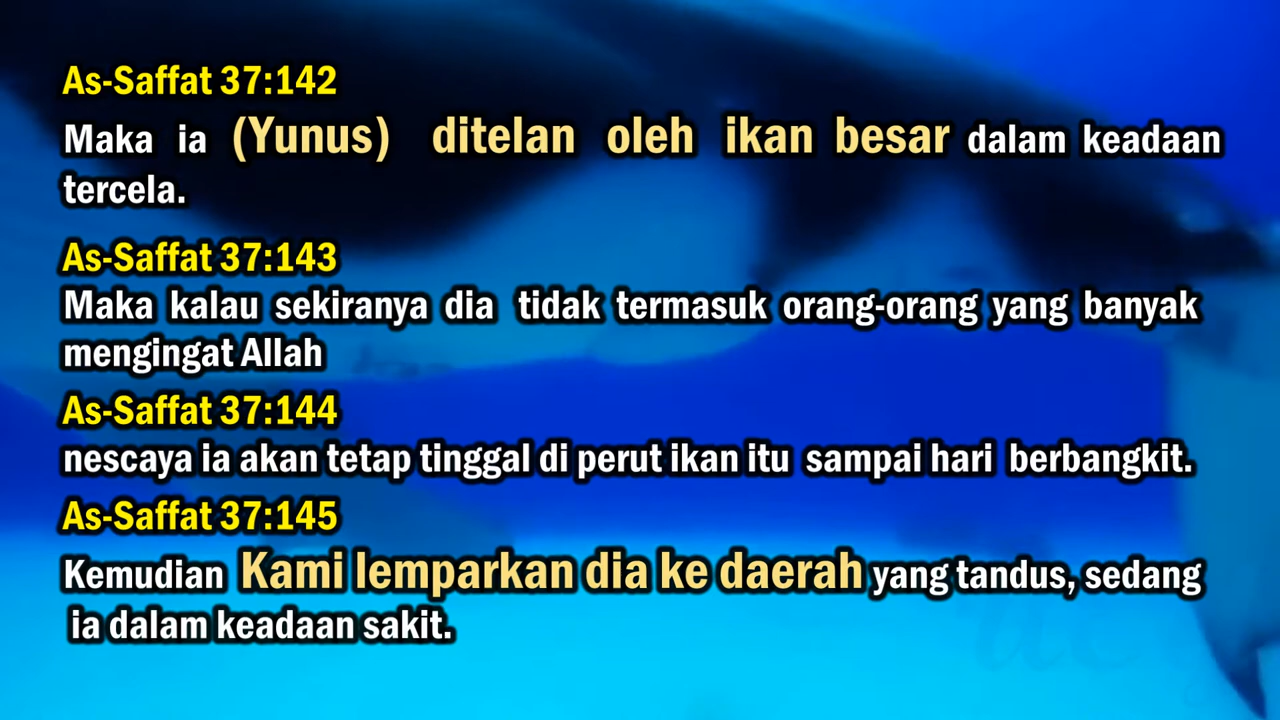 As-Saffat 37:142
Maka ia (Yunus) ditelan oleh ikan besar dalam keadaan
tercela.
As-Saffat 37:143
Maka kalau sekiranya dia tidak termasuk orang-orang yang banyak
mengingat Allah
As-Saffat 37:144
nescaya ia akan tetap tinggal di perut ikan itu sampai hari berbangkit.
As-Saffat 37:145
Kemudian Kami lemparkan dia ke daerah yang tandus, sedang
ia dalam keadaan sakit.